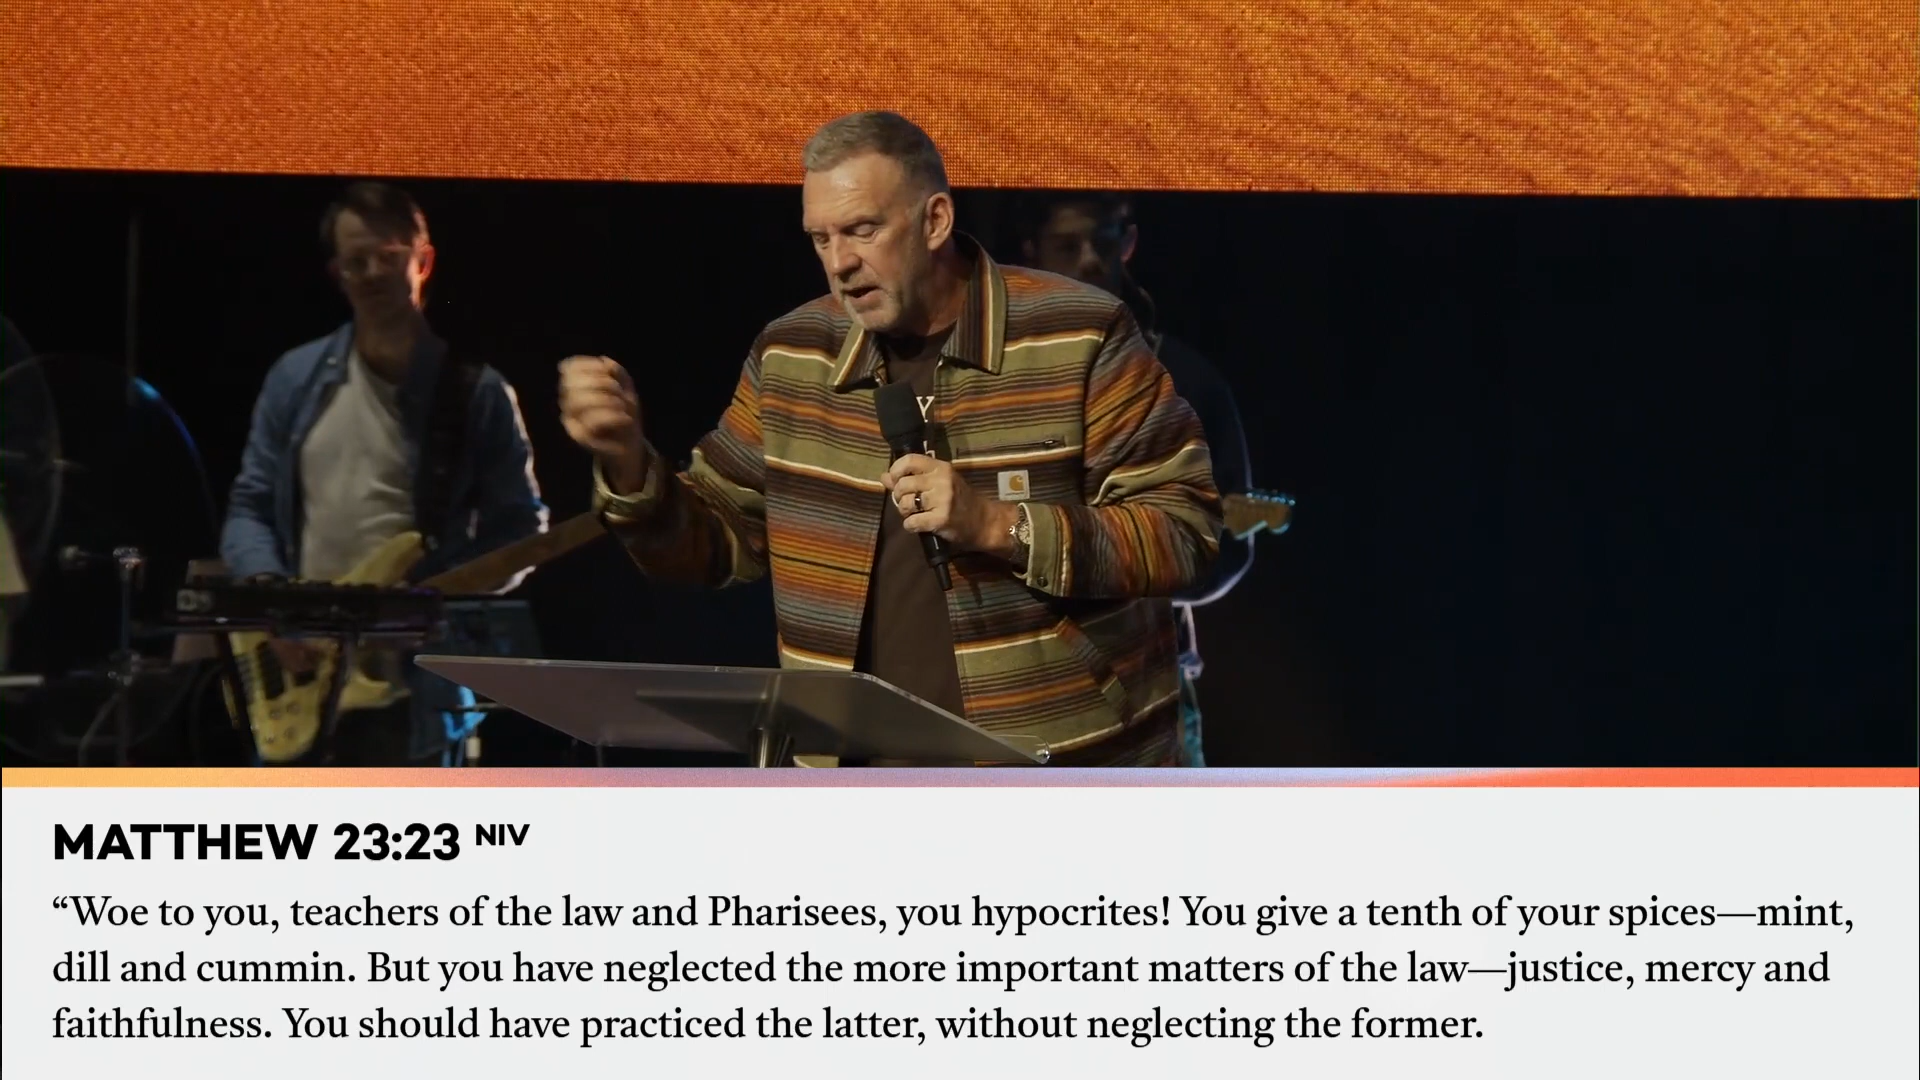 MATTHEW 23:23 NIV
“Woe to you, teachers of the law and Pharisees, you hypocrites! You give a tenth of your spices—mint,
dill and cummin. But you have neglected the more important matters of the law—justice, mercy and
faithfulness. You should have practiced the latter, without neglecting the former.